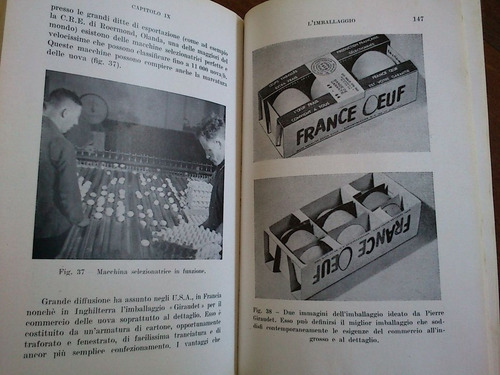 CAPITOLO IX
presso le grandi ditte di esportazione (come ad esempio
la C.R.E. di Roermond, Olanda, una delle maggiori del
mondo) esistono delle macchine selezionatrici perfette e
velocissime che possono classificare fino a 11 000 uova/h.
Queste macchine possono compiere anche la marcatura
delle uova (fig. 37).
Fig. 37 – Macchina selezionatrice in funzione.
Grande diffusione ha assunto negli U.S.A., in Francia
nonchè in Inghilterra l'imballaggio « Giraudet » per il
commercio delle uova soprattutto al dettaglio. Esso è
costituito da un'armatura di cartone, opportunamente
traforato e fenestrato, di facilissima tranciatura e di
ancor più semplice confezionamento. I vantaggi che
L'IMBALLAGGIO
147
FRANCE OEUF
FRANCE OEUF
Fig. 38 – Due immagini dell'imballaggio ideato da Pierre
Giraudet. Esso può definirsi il miglior imballaggio che sod-
disfi contemporaneamente le esigenze del commercio all'in-
grosso e al dettaglio.